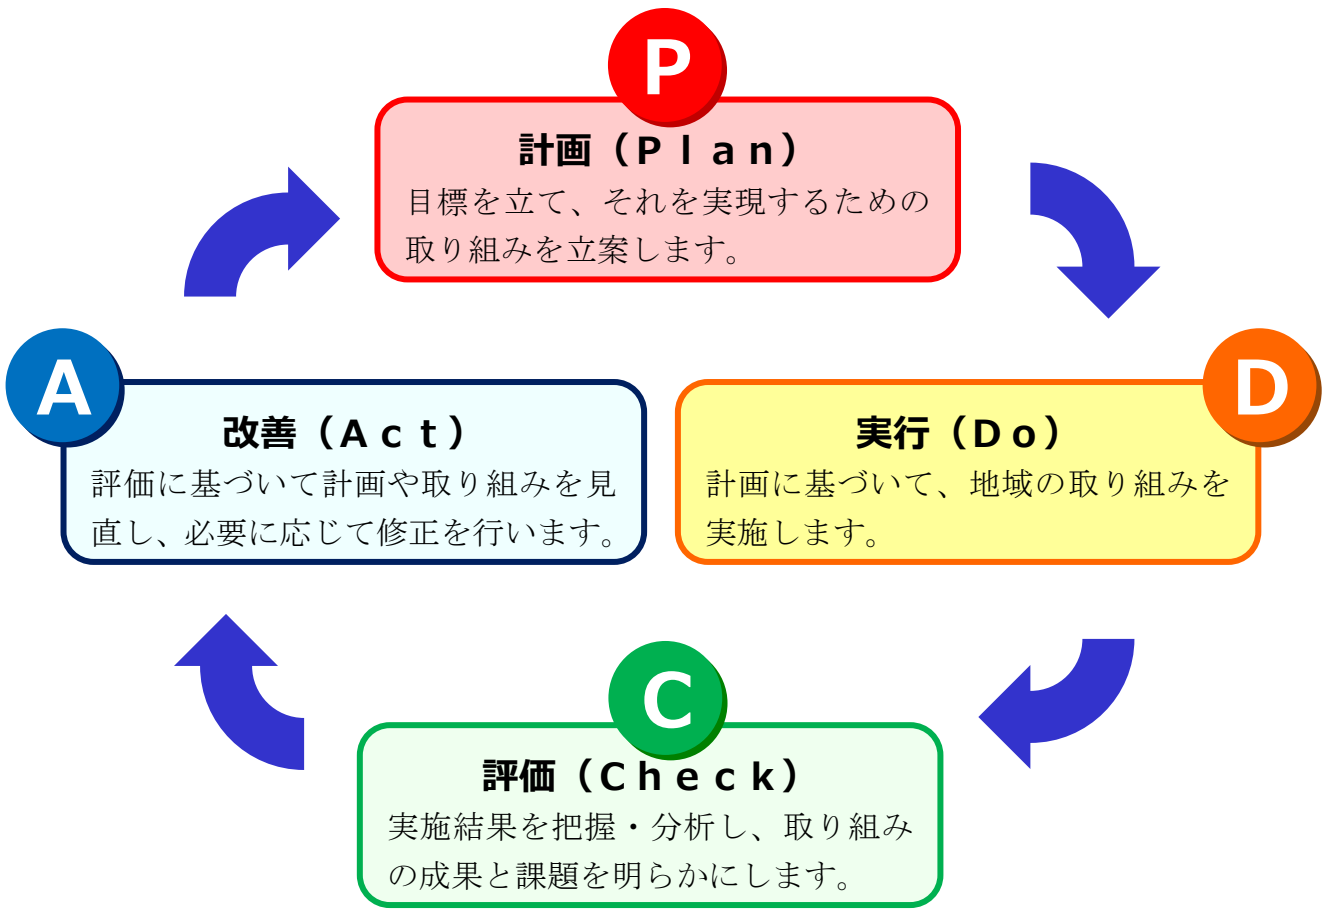 P
計画（Ｐｌａｎ）
目標を立て、それを実現するための
取り組みを立案します。
D
実行（Ｄｏ）
計画に基づいて、地域の取り組みを
実施します。
C
評価（Ｃｈｅｃｋ）
実施結果を把握・分析し、取り組み
の成果と課題を明らかにします。
A
改善（Ａｃｔ）
評価に基づいて計画や取り組みを見
直し、必要に応じて修正を行います。